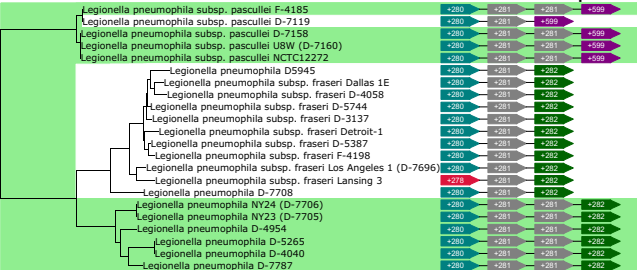 Legionella pneumophila subsp. pascullei F-4185 +280 +281 +281 +599
Legionella pneumophila subsp. pascullei D-7119 +280 +281 +599
Legionella pneumophila subsp. pascullei D-7158 +280 +281 +281 +599
Legionella pneumophila subsp. pascullei U8W (D-7160) +280 +281 +281 +599
Legionella pneumophila subsp. pascullei NCTC12272 +280 +281 +281 +599
Legionella pneumophila D5945 +280 +281 +282
Legionella pneumophila subsp. fraseri Dallas 1E +280 +281 +282
Legionella pneumophila subsp. fraseri D-4058 +280 +281 +282
Legionella pneumophila subsp. fraseri D-5744 +280 +281 +282
Legionella pneumophila subsp. fraseri D-3137 +280 +281 +282
Legionella pneumophila subsp. fraseri Detroit-1 +280 +281 +282
Legionella pneumophila subsp. fraseri D-5387 +280 +281 +282
Legionella pneumophila subsp. fraseri F-4198 +280 +281 +282
Legionella pneumophila subsp. fraseri Los Angeles 1 (D-7696) +280 +281 +282
Legionella pneumophila subsp. fraseri Lansing 3 +278 +281 +282
Legionella pneumophila D-7708 +280 +281 +282
Legionella pneumophila NY24 (D-7706) +280 +281 +281 +282
Legionella pneumophila NY23 (D-7705) +280 +281 +281 +282
Legionella pneumophila D-4954 +280 +281 +281 +282
Legionella pneumophila D-5265 +280 +281 +281 +282
Legionella pneumophila D-4040 +280 +281 +281 +282
Legionella pneumophila D-7787 +280 +281 +281 +282